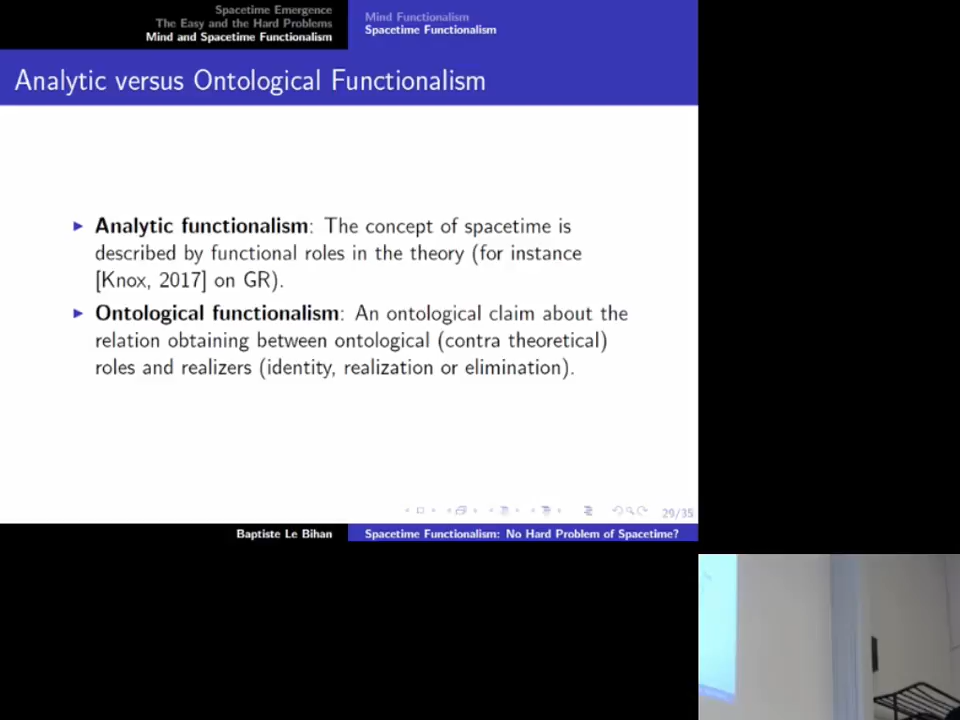 Spacetime Emergence
The Easy and the Hard Problems
Mind and Spacetime Functionalism
Mind Functionalism
Spacetime Functionalism
Analytic versus Ontological Functionalism
Analytic functionalism: The concept of spacetime is
described by functional roles in the theory (for instance
[Knox, 2017] on GR).
Ontological functionalism: An ontological claim about the
relation obtaining between ontological (contra theoretical)
roles and realizers (identity, realization or elimination).
29/35
Baptiste Le Bihan
Spacetime Functionalism: No Hard Problem of Spacetime?